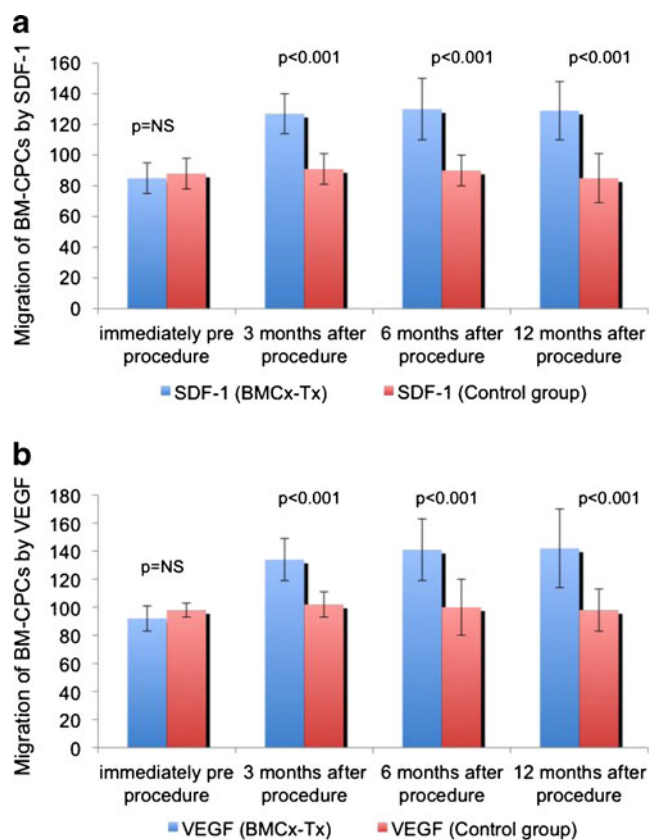 a
Migration of BM-CPCs by SDF-1
160
140
120
100
80
60
40
20
0
p=NS
p<0.001
p<0.001
p<0.001
immediately pre procedure
3 months after procedure
6 months after procedure
12 months after procedure
SDF-1 (BMCx-Tx)
SDF-1 (Control group)
b
Migration of BM-CPCs by VEGF
180
160
140
120
100
80
60
40
20
0
p=NS
p<0.001
p<0.001
p<0.001
immediately pre procedure
3 months after procedure
6 months after procedure
12 months after procedure
VEGF (BMCx-Tx)
VEGF (Control group)